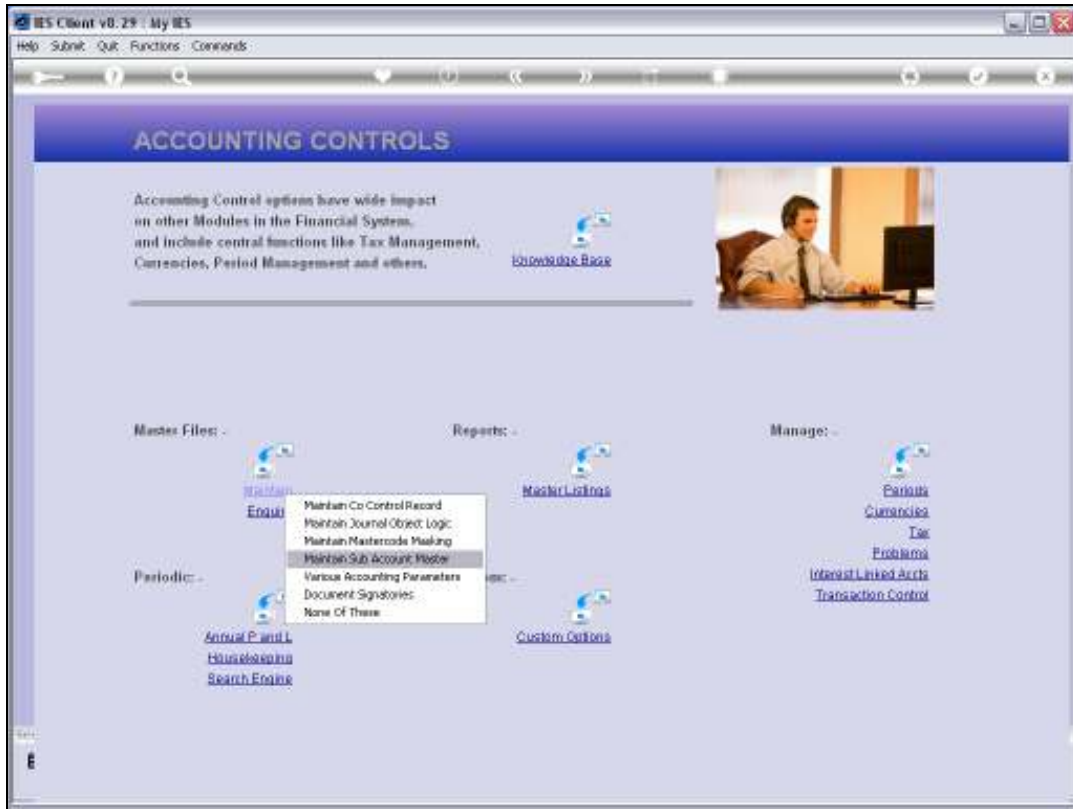 IES Client v8.29 : My IES
Help Submit Quit Functions Commands
ACCOUNTING CONTROLS
Accounting Control options have wide impact
on other Modules in the Financial System,
and include central functions like Tax Management,
Currencies, Period Management and others.
Knowledge Base
Master Files: -
Reports: -
Manage: -
Maintain
Master Listings
Periods
Currencies
Tax
Problems
Interest Linked Accts
Transaction Control
Maintain Co Control Record
Maintain Journal Object Logic
Maintain Mastercode Masking
Maintain Sub Account Master
Various Accounting Parameters
Document Signatories
None Of These
Periodic: -
Annual P and L
Housekeeping
Search Engine
Custom Options